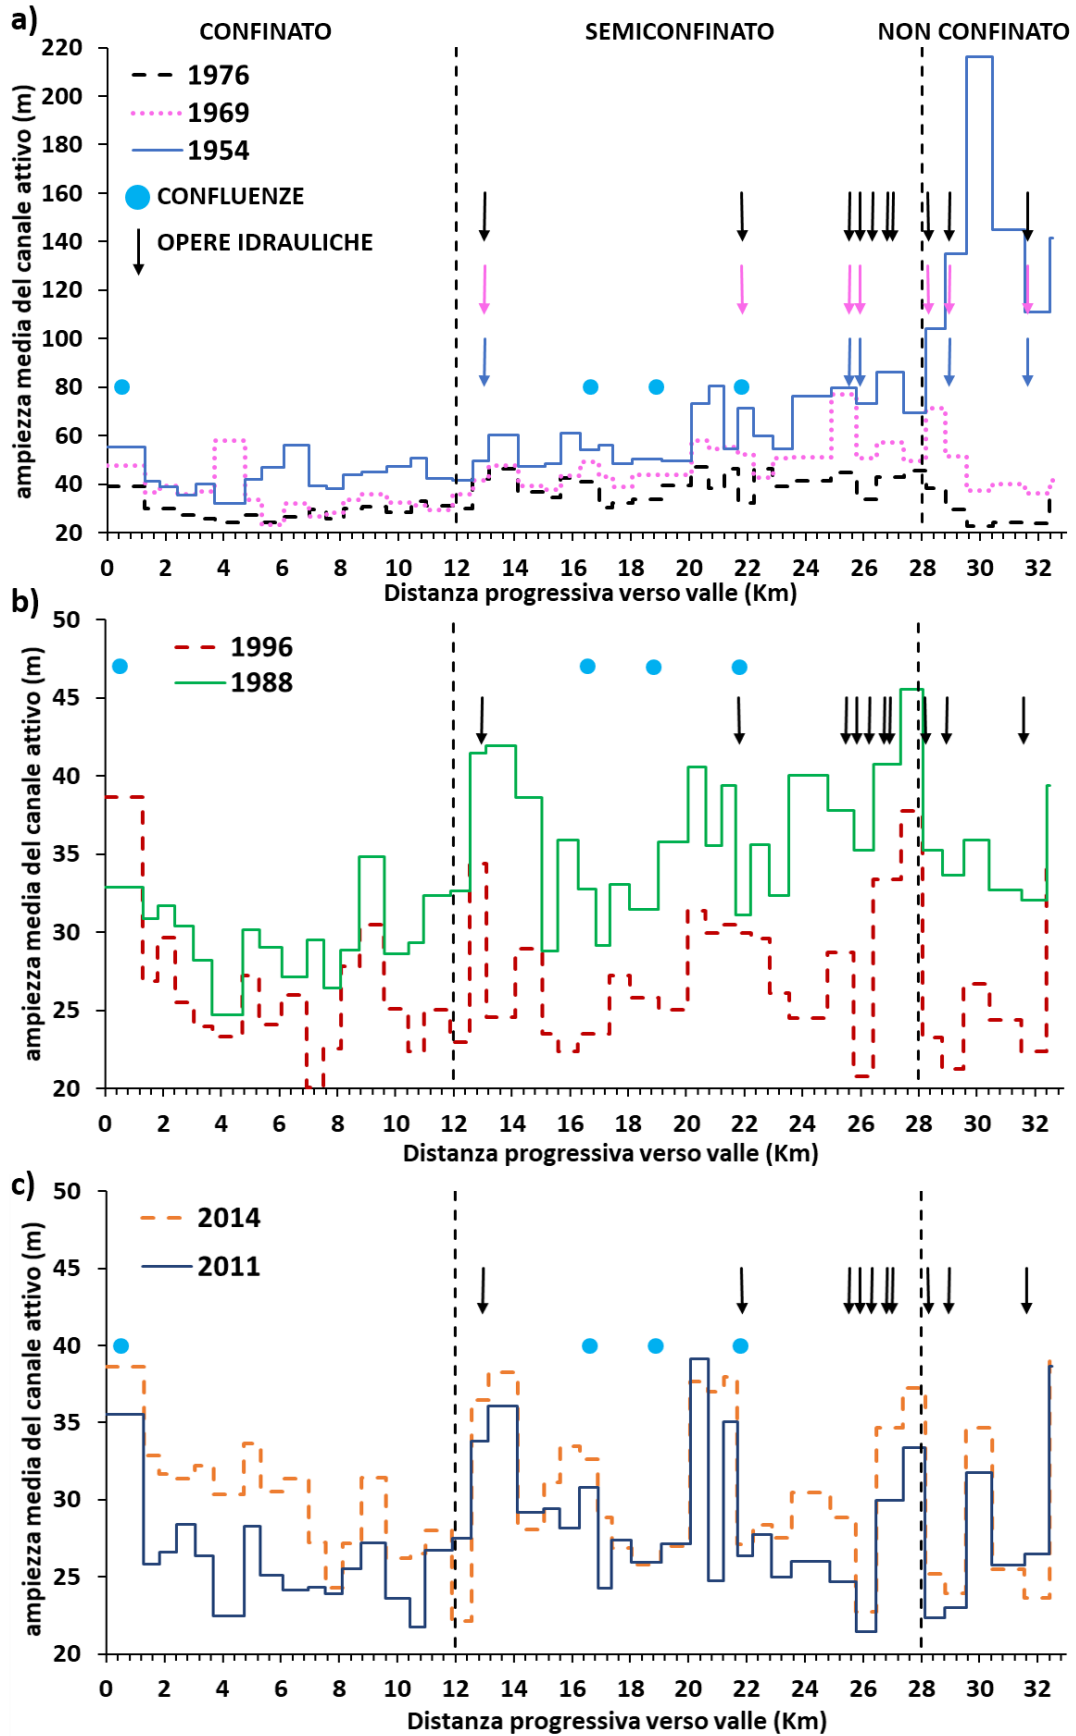 a)
CONFINATO SEMICONFINATO NON CONFINATO
220
200
180
160
140
120
100
80
60
40
20
ampiezza media del canale attivo (m)
1976
1969
1954
CONFLUENZE
OPERE IDRAULICHE
0 2 4 6 8 10 12 14 16 18 20 22 24 26 28 30 32
Distanza progressiva verso valle (Km)
b)
50
45
40
35
30
25
20
ampiezza media del canale attivo (m)
1996
1988
0 2 4 6 8 10 12 14 16 18 20 22 24 26 28 30 32
Distanza progressiva verso valle (Km)
c)
50
45
40
35
30
25
20
ampiezza media del canale attivo (m)
2014
2011
0 2 4 6 8 10 12 14 16 18 20 22 24 26 28 30 32
Distanza progressiva verso valle (Km)